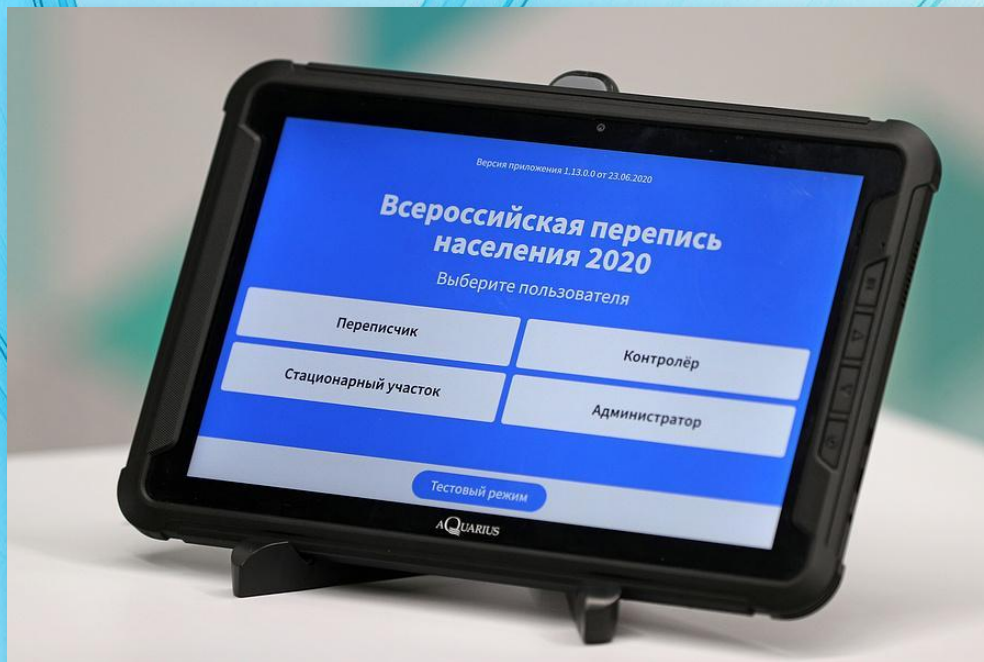 Версия приложения 1.13.0.0 от 23.06.2020
Всероссийская перепись
населения 2020
Выберите пользователя
Переписчик
Контролёр
Стационарный участок
Администратор
Тестовый режим
AQUARIUS